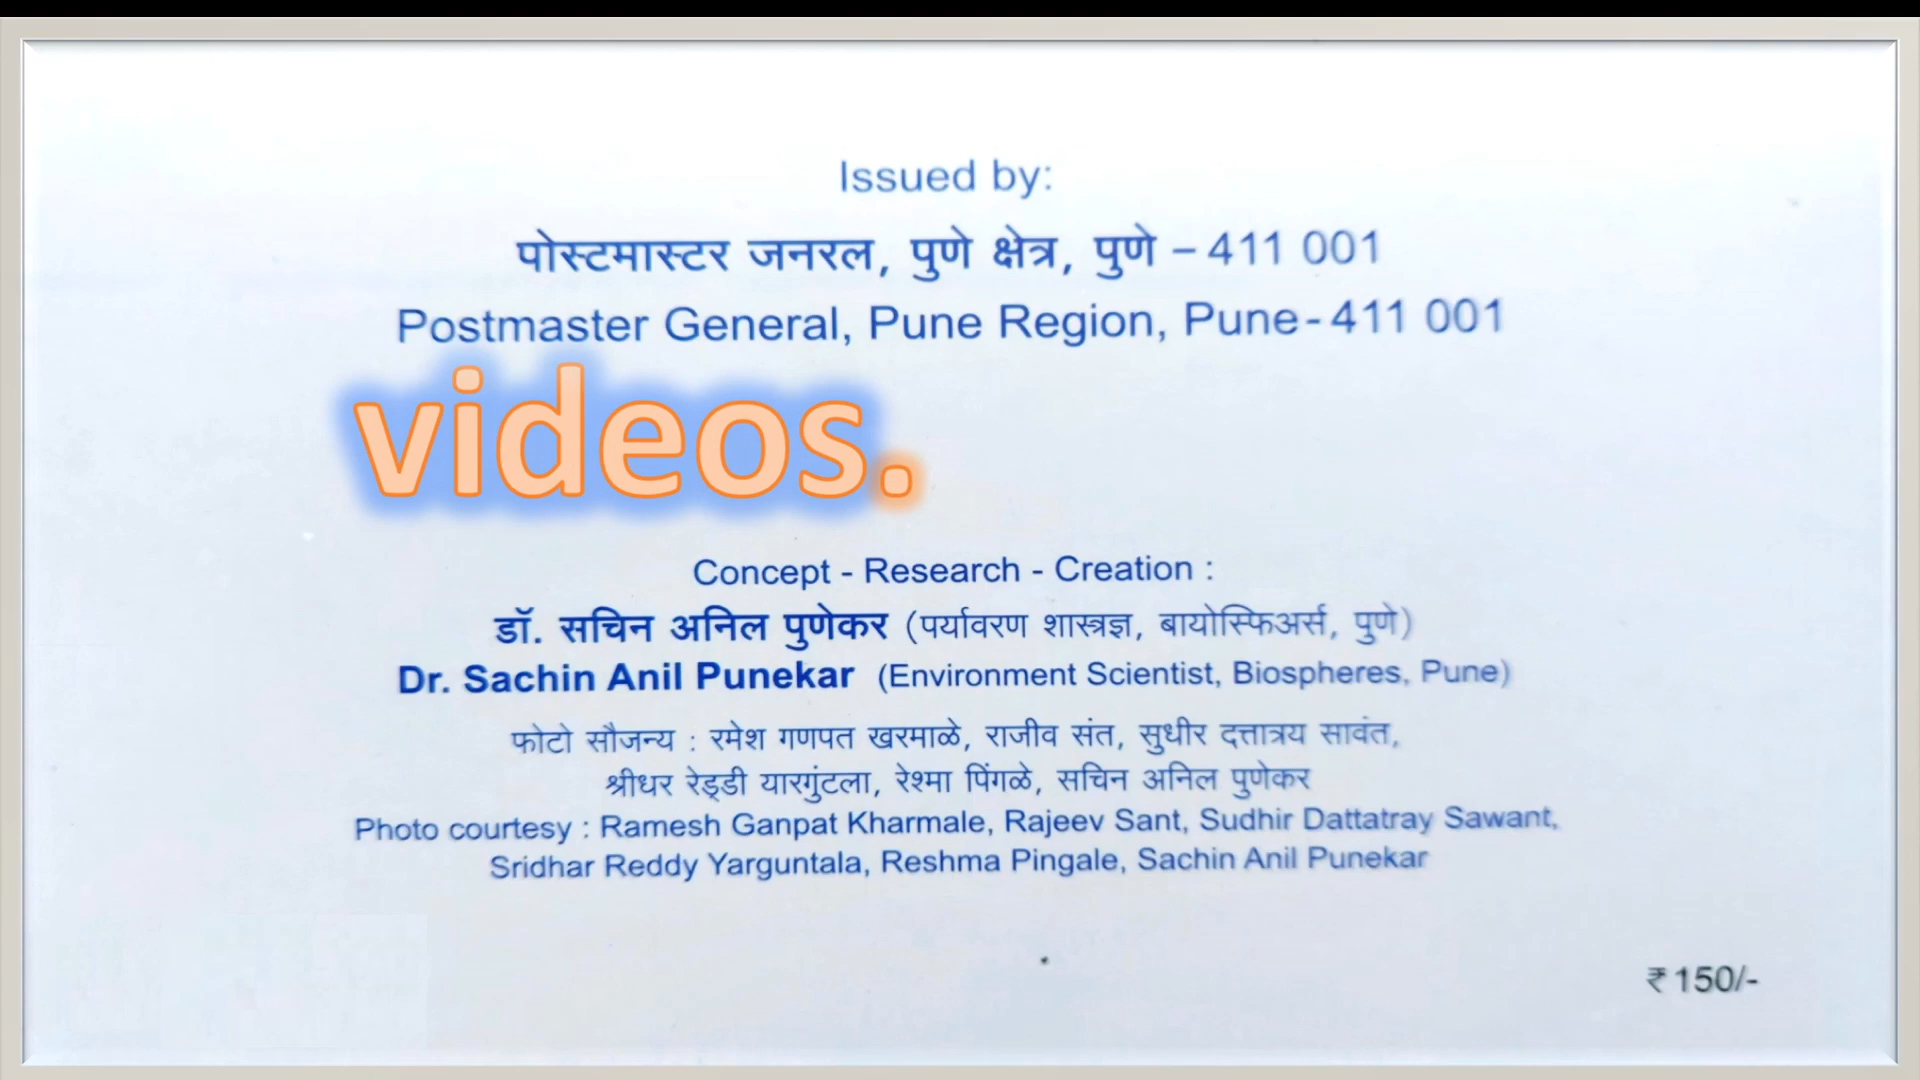 Issued by:
पोस्टमास्टर जनरल, पुणे क्षेत्र, पुणे – 411 001
Postmaster General, Pune Region, Pune-411 001
videos.
Concept - Research - Creation :
डॉ. सचिन अनिल पुणेकर (पर्यावरण शास्त्रज्ञ, बायोस्फिअर्स, पुणे)
Dr. Sachin Anil Punekar (Environment Scientist, Biospheres, Pune)
फोटो सौजन्य : रमेश गणपत खरमाळे, राजीव संत, सुधीर दत्तात्रय सावंत,
श्रीधर रेड्डी यारगुंटला, रेश्मा पिंगळे, सचिन अनिल पुणेकर
Photo courtesy : Ramesh Ganpat Kharmale, Rajeev Sant, Sudhir Dattatray Sawant,
Sridhar Reddy Yarguntala, Reshma Pingale, Sachin Anil Punekar
₹ 150/-